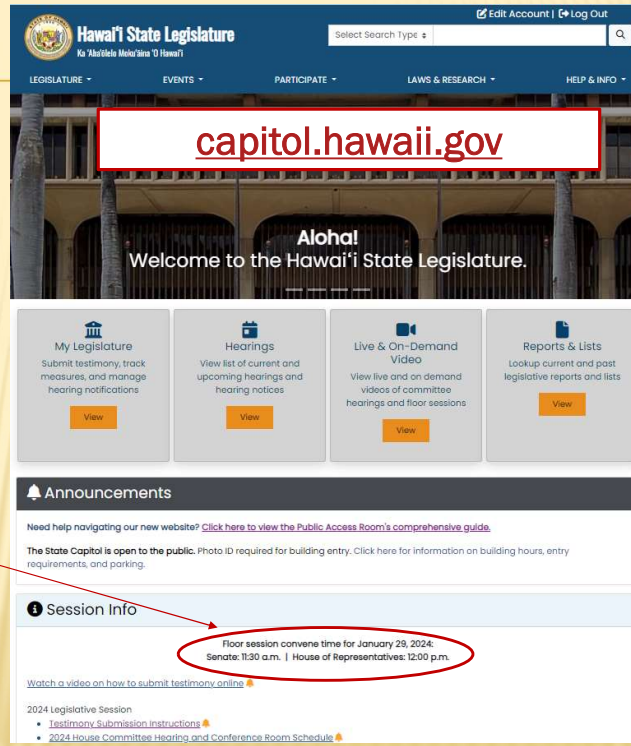 Edit Account | Log Out
Hawai'i State Legislature
Ka ʻAhaʻōlelo Mokuʻāina ʻO Hawaiʻi
Select Search Type
LEGISLATURE
EVENTS
PARTICIPATE
LAWS & RESEARCH
HELP & INFO
capitol.hawaii.gov
Aloha!
Welcome to the Hawaiʻi State Legislature.
My Legislature
Submit testimony, track
measures, and manage
hearing notifications
View
Hearings
View list of current and
upcoming hearings and
hearing notices
View
Live & On-Demand
Video
View live and on demand
videos of committee
hearings and floor sessions
View
Reports & Lists
Lookup current and past
legislative reports and lists
View
Announcements
Need help navigating our new website? Click here to view the Public Access Room's comprehensive guide.
The State Capitol is open to the public. Photo ID required for building entry. Click here for information on building hours, entry
requirements, and parking.
Session Info
Floor session convene time for January 29, 2024:
Senate: 11:30 a.m. | House of Representatives: 12:00 p.m.
Watch a video on how to submit testimony online
2024 Legislative Session
• Testimony Submission Instructions
• 2024 House Committee Hearing and Conference Room Schedule